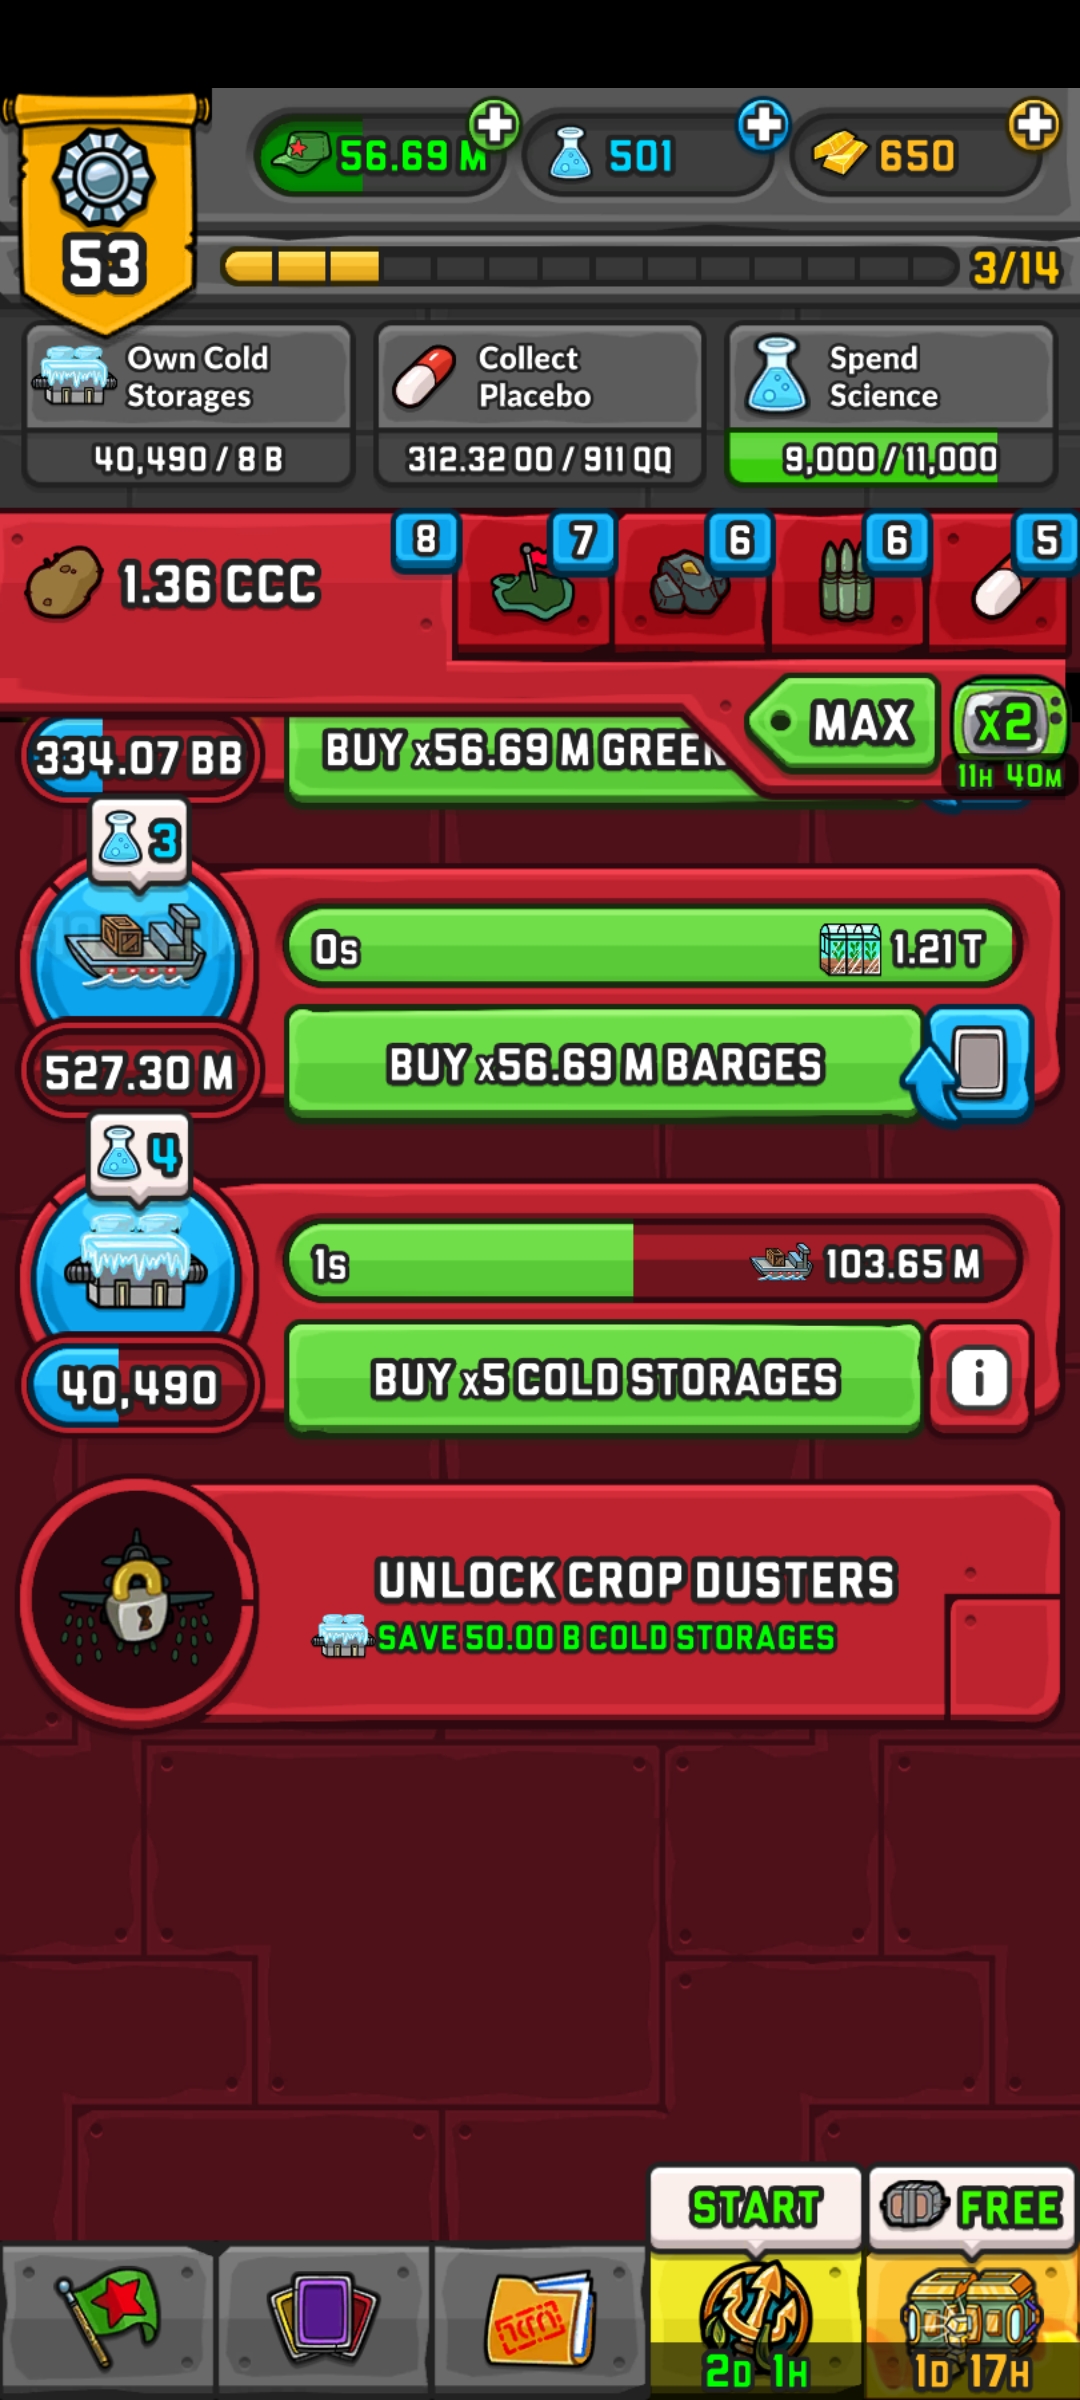 56.69 M
501
650
53
3/14
Own Cold
Storages
40,490 / 8 B
Collect
Placebo
312.32 OO / 911 QQ
Spend
Science
9,000 / 11,000
1.36 CCC
8
7
6
6
5
MAX
x2
11H 40M
334.07 BB
BUY x56.69 M GREEN
3
0s
1.21 T
527.30 M
BUY x56.69 M BARGES
4
1s
103.65 M
40,490
BUY x5 COLD STORAGES
i
UNLOCK CROP DUSTERS
SAVE 50.00 B COLD STORAGES
START
FREE
2D 1H
1D 17H